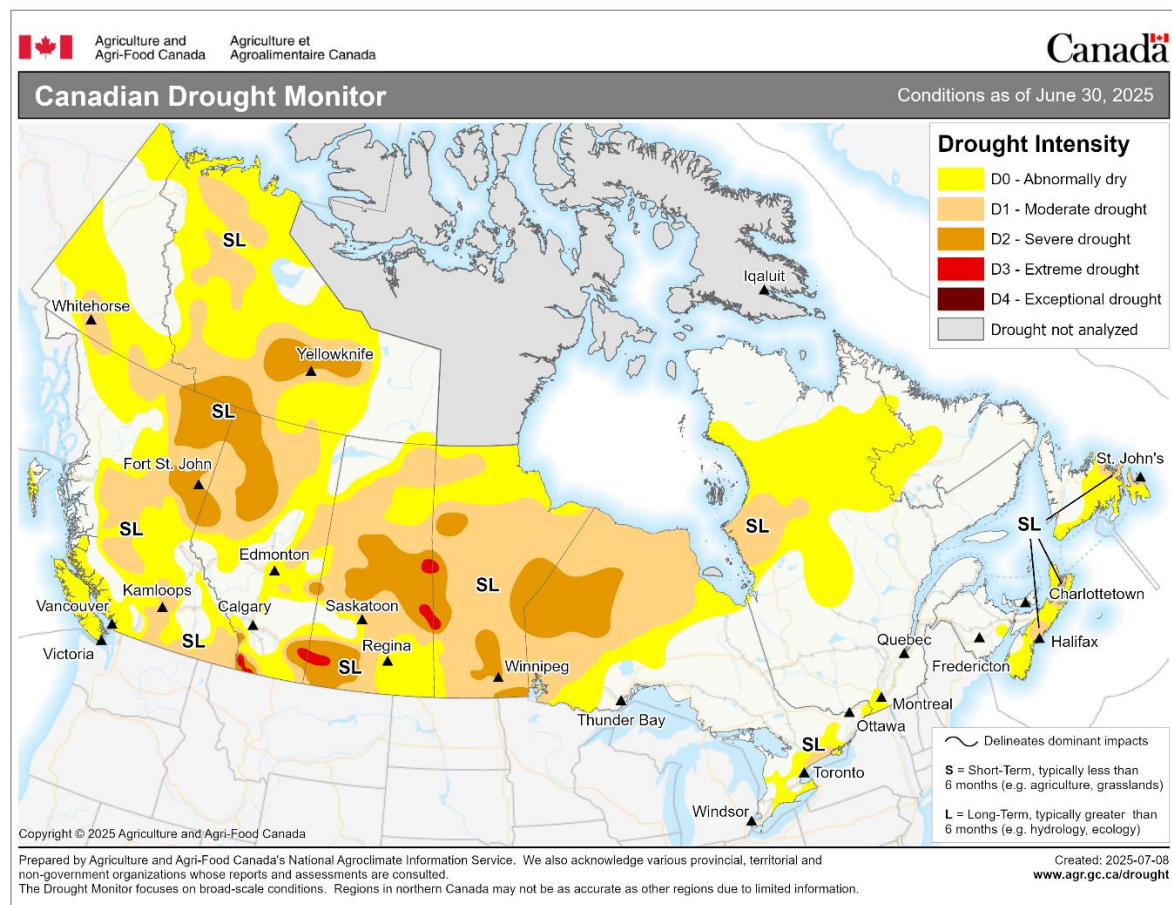 Agriculture and
Agri-Food Canada
Agriculture et
Agroalimentaire Canada
Canada
Canadian Drought Monitor
Conditions as of June 30, 2025
Drought Intensity
D0 - Abnormally dry
D1 - Moderate drought
D2 - Severe drought
D3 - Extreme drought
D4 - Exceptional drought
Drought not analyzed
SL
Iqaluit
Whitehorse
Yellowknife
SL
Fort St. John
St. John's
SL
SL
SL
Edmonton
SL
Kamloops
Charlottetown
Vancouver
Calgary
Saskatoon
Victoria
SL
Regina
Quebec
Halifax
SL
Winnipeg
Fredericton
Thunder Bay
Montreal
Ottawa
SL
Toronto
Windsor
Delineates dominant impacts
S = Short-Term, typically less than
6 months (e.g. agriculture, grasslands)
L = Long-Term, typically greater than
6 months (e.g. hydrology, ecology)
Copyright © 2025 Agriculture and Agri-Food Canada
Prepared by Agriculture and Agri-Food Canada's National Agroclimate Information Service. We also acknowledge various provincial, territorial and
non-government organizations whose reports and assessments are consulted.
The Drought Monitor focuses on broad-scale conditions. Regions in northern Canada may not be as accurate as other regions due to limited information.
Created: 2025-07-08
www.agr.gc.ca/drought